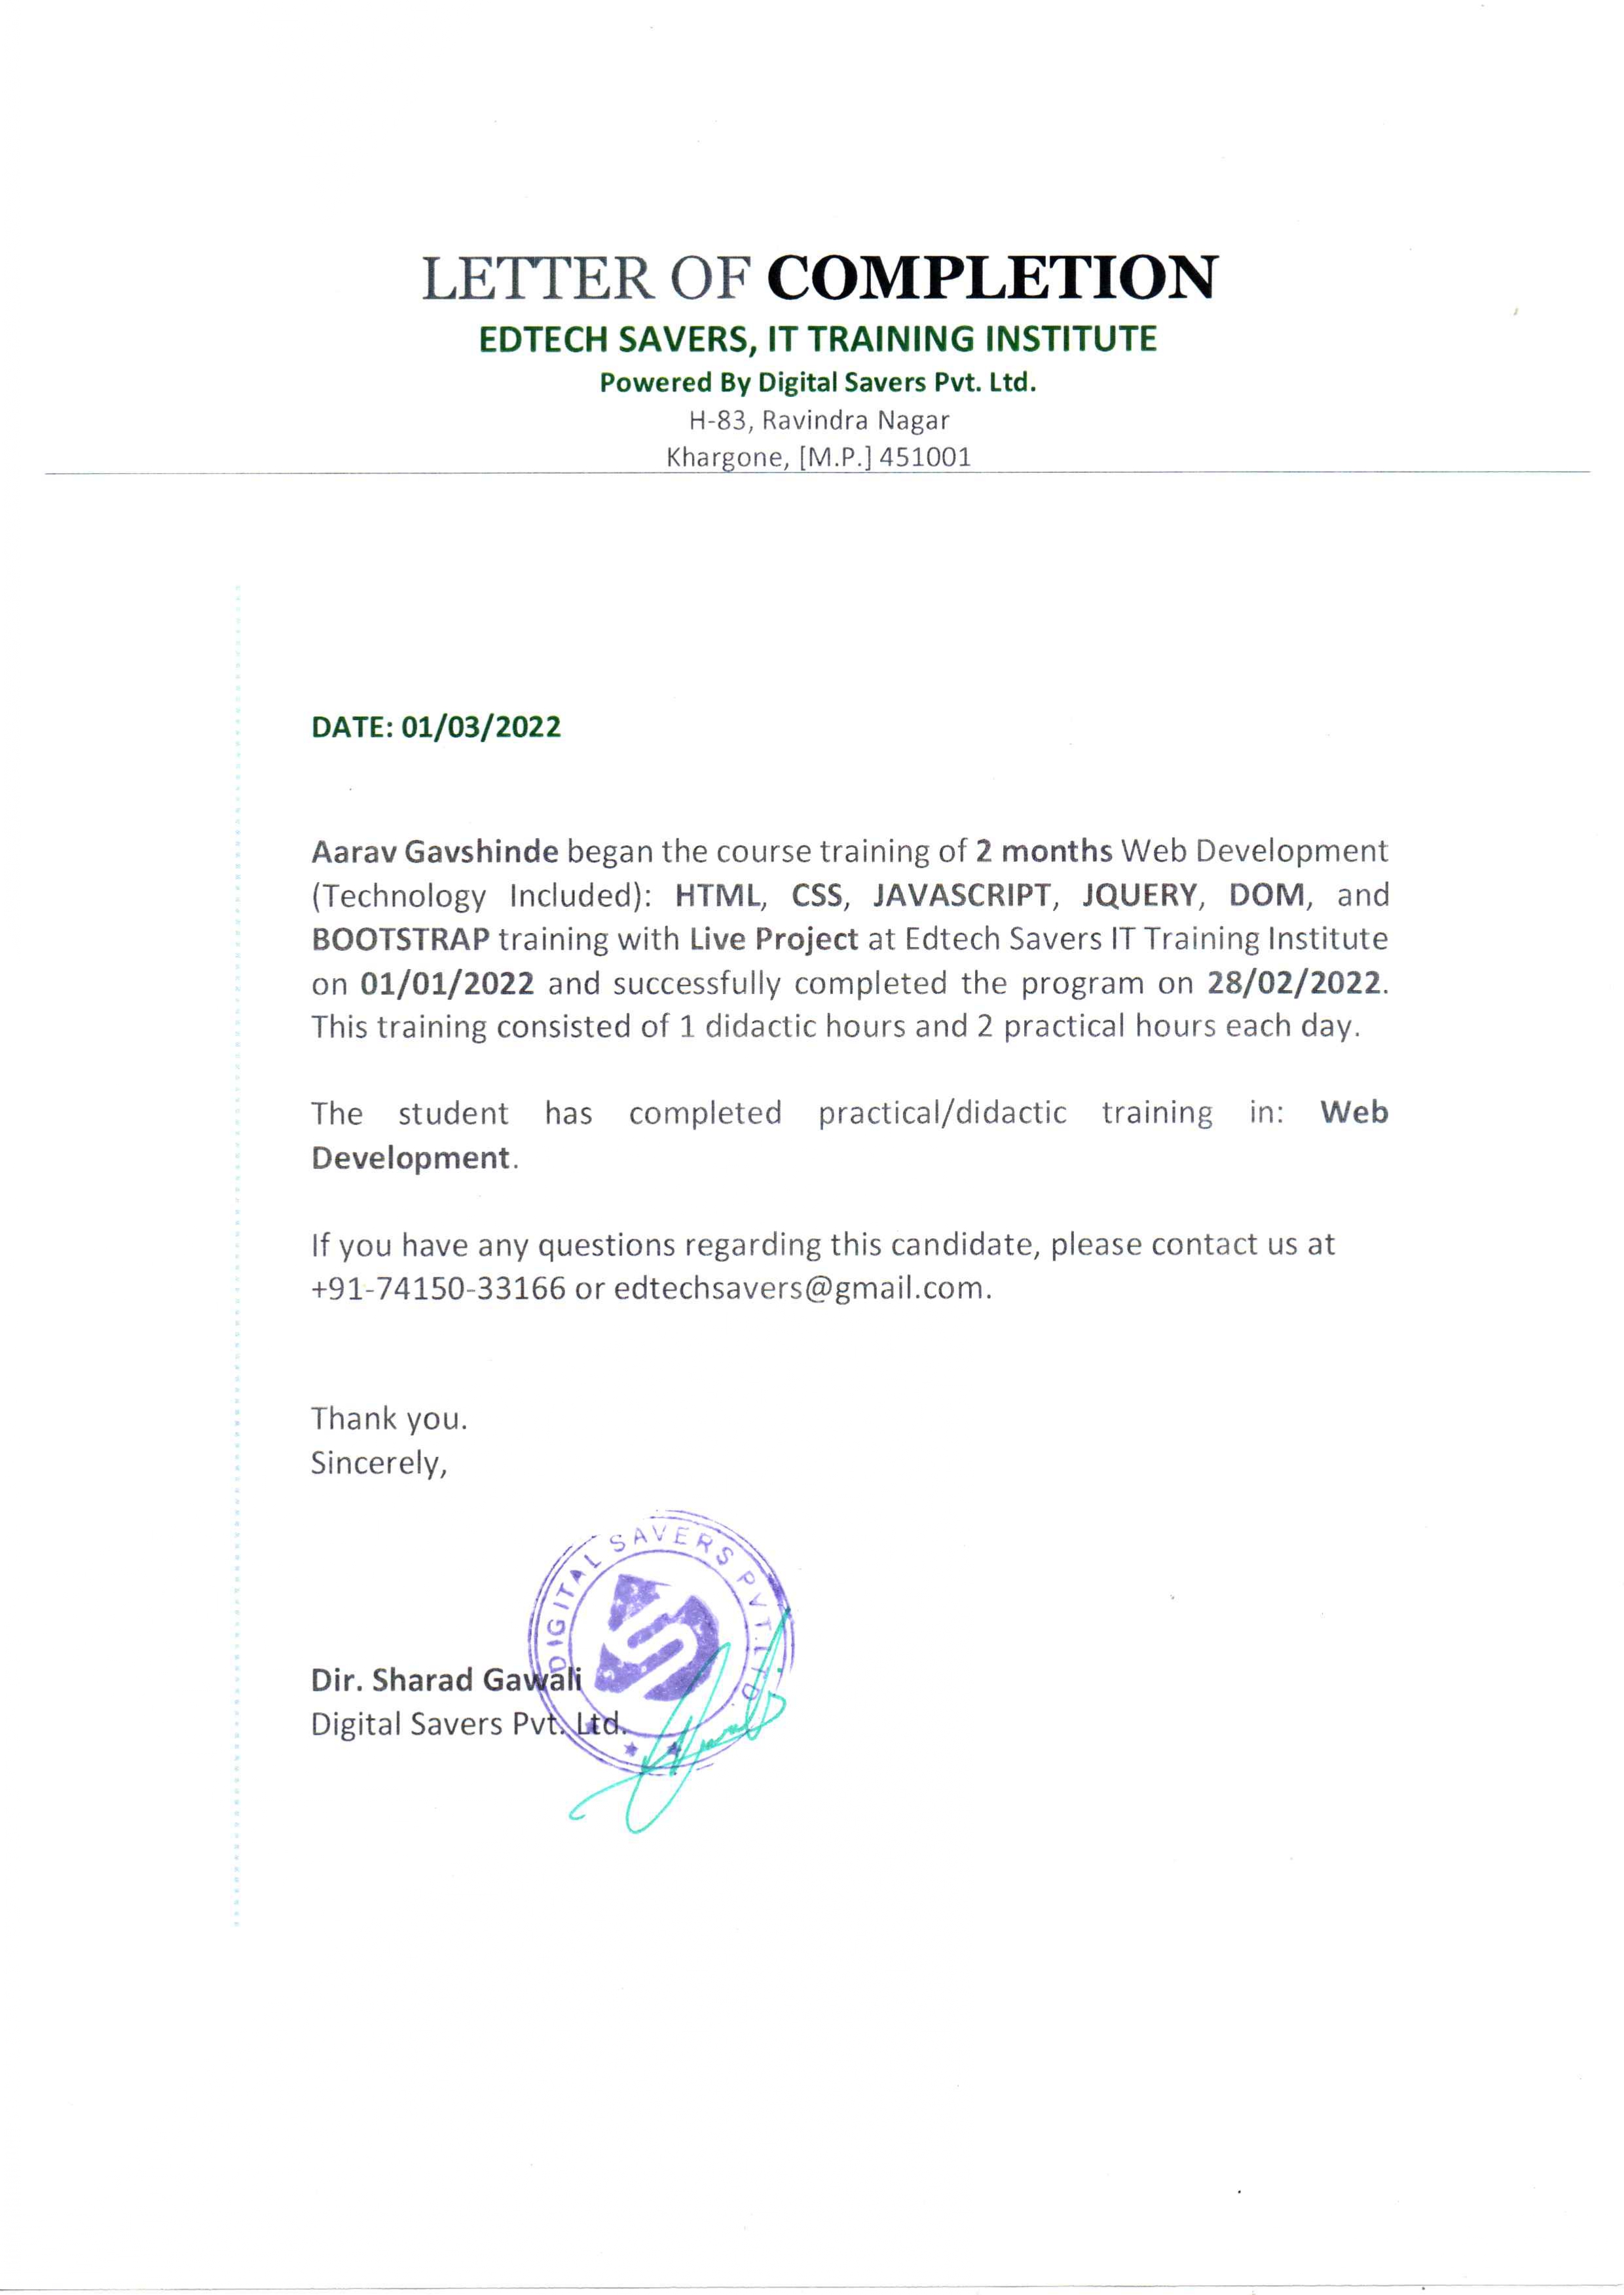 LETTER OF COMPLETION
EDTECH SAVERS, IT TRAINING INSTITUTE
Powered By Digital Savers Pvt. Ltd.
H-83, Ravindra Nagar
Khargone, [M.P.] 451001
DATE: 01/03/2022
Aarav Gavshinde began the course training of 2 months Web Development
(Technology Included): HTML, CSS, JAVASCRIPT, JQUERY, DOM, and
BOOTSTRAP training with Live Project at Edtech Savers IT Training Institute
on 01/01/2022 and successfully completed the program on 28/02/2022.
This training consisted of 1 didactic hours and 2 practical hours each day.
The student has completed practical/didactic training in: Web
Development.
If you have any questions regarding this candidate, please contact us at
+91-74150-33166 or edtechsavers@gmail.com.
Thank you.
Sincerely,
DIGITAL SAVERS PVT.LTD.
Dir. Sharad Gawali
Digital Savers Pvt. Ltd.